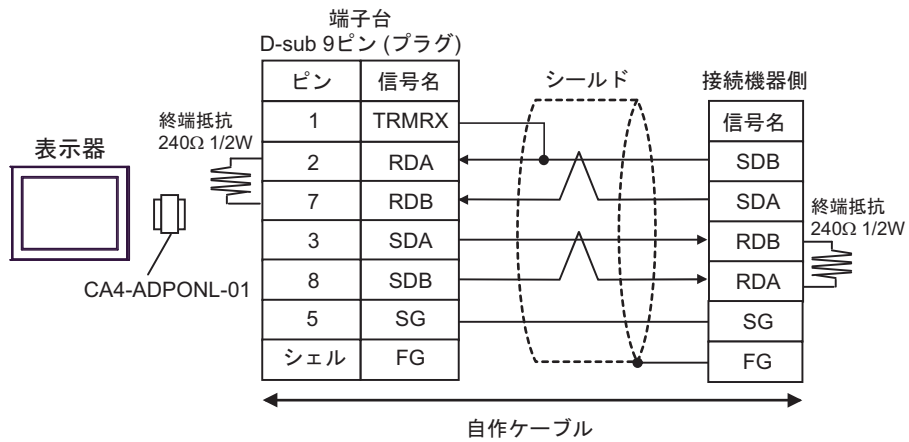 端子台
D-sub 9ピン (プラグ)
ピン 信号名
1 TRMRX
2 RDA
7 RDB
3 SDA
8 SDB
5 SG
シェル FG
シールド
接続機器側
信号名
SDB
SDA
RDB
RDA
SG
FG
終端抵抗
240Ω 1/2W
表示器
CA4-ADPONL-01
終端抵抗
240Ω 1/2W
自作ケーブル